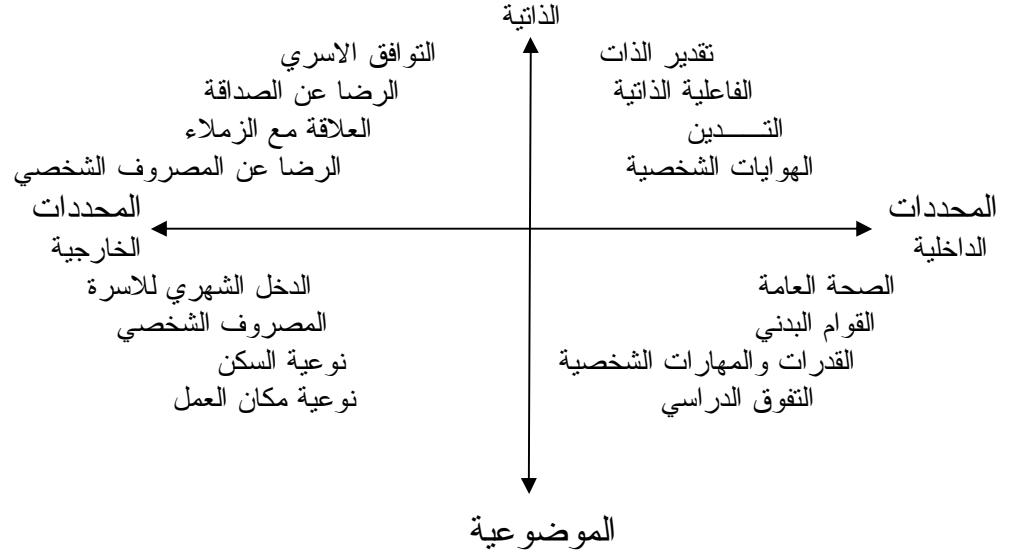 الذاتية
تقدير الذات
الفاعلية الذاتية
التـــــدين
الهوايات الشخصية
التوافق الاسري
الرضا عن الصداقة
العلاقة مع الزملاء
الرضا عن المصروف الشخصي
المحددات
الداخلية
المحددات
الخارجية
الصحة العامة
القوام البدني
القدرات والمهارات الشخصية
التفوق الدراسي
الدخل الشهري للاسرة
المصروف الشخصي
نوعية السكن
نوعية مكان العمل
الموضوعية